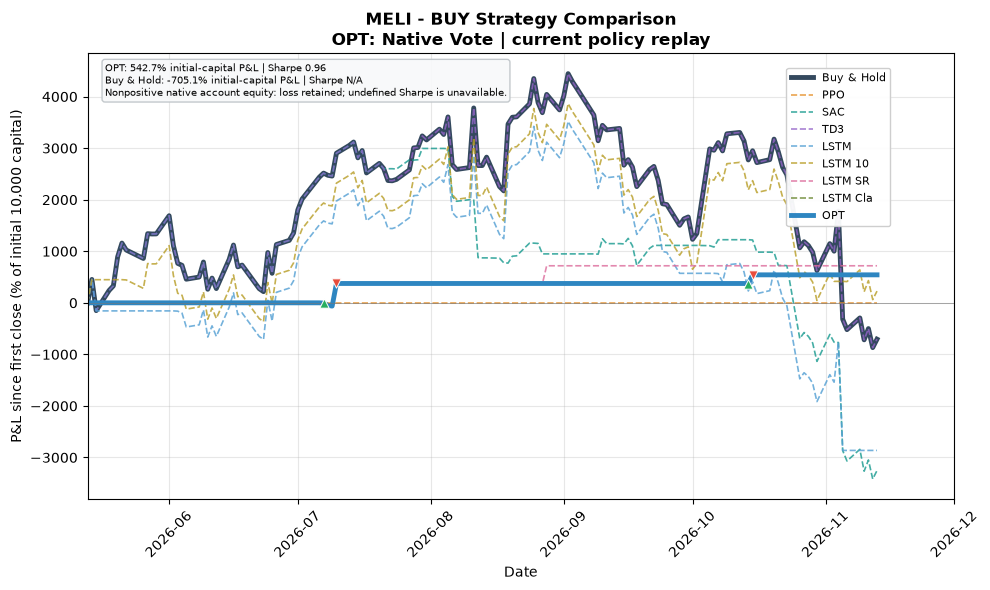 MELI - BUY Strategy Comparison
OPT: Native Vote | current policy replay
OPT: 542.7% initial-capital P&L | Sharpe 0.96
Buy & Hold: -705.1% initial-capital P&L | Sharpe N/A
Nonpositive native account equity: loss retained; undefined Sharpe is unavailable.
Buy & Hold
PPO
SAC
TD3
LSTM
LSTM 10
LSTM SR
LSTM Cla
OPT
P&L since first close (% of initial 10,000 capital)
4000
3000
2000
1000
0
−1000
−2000
−3000
2026-06
2026-07
2026-08
2026-09
2026-10
2026-11
2026-12
Date